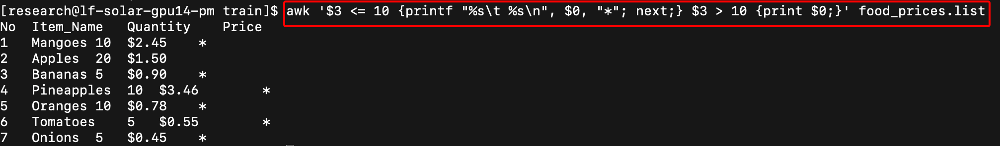 [research@lf-solar-gpu14-pm train]$ awk '$3 <= 10 {printf "%s\t %s\n", $0, "*"; next;} $3 > 10 {print $0;}' food_prices.list
No  Item_Name   Quantity    Price
1   Mangoes 10  $2.45    *
2   Apples  20  $1.50
3   Bananas 5   $0.90    *
4   Pineapples  10  $3.46        *
5   Oranges 10  $0.78    *
6   Tomatoes    5   $0.55        *
7   Onions  5   $0.45    *